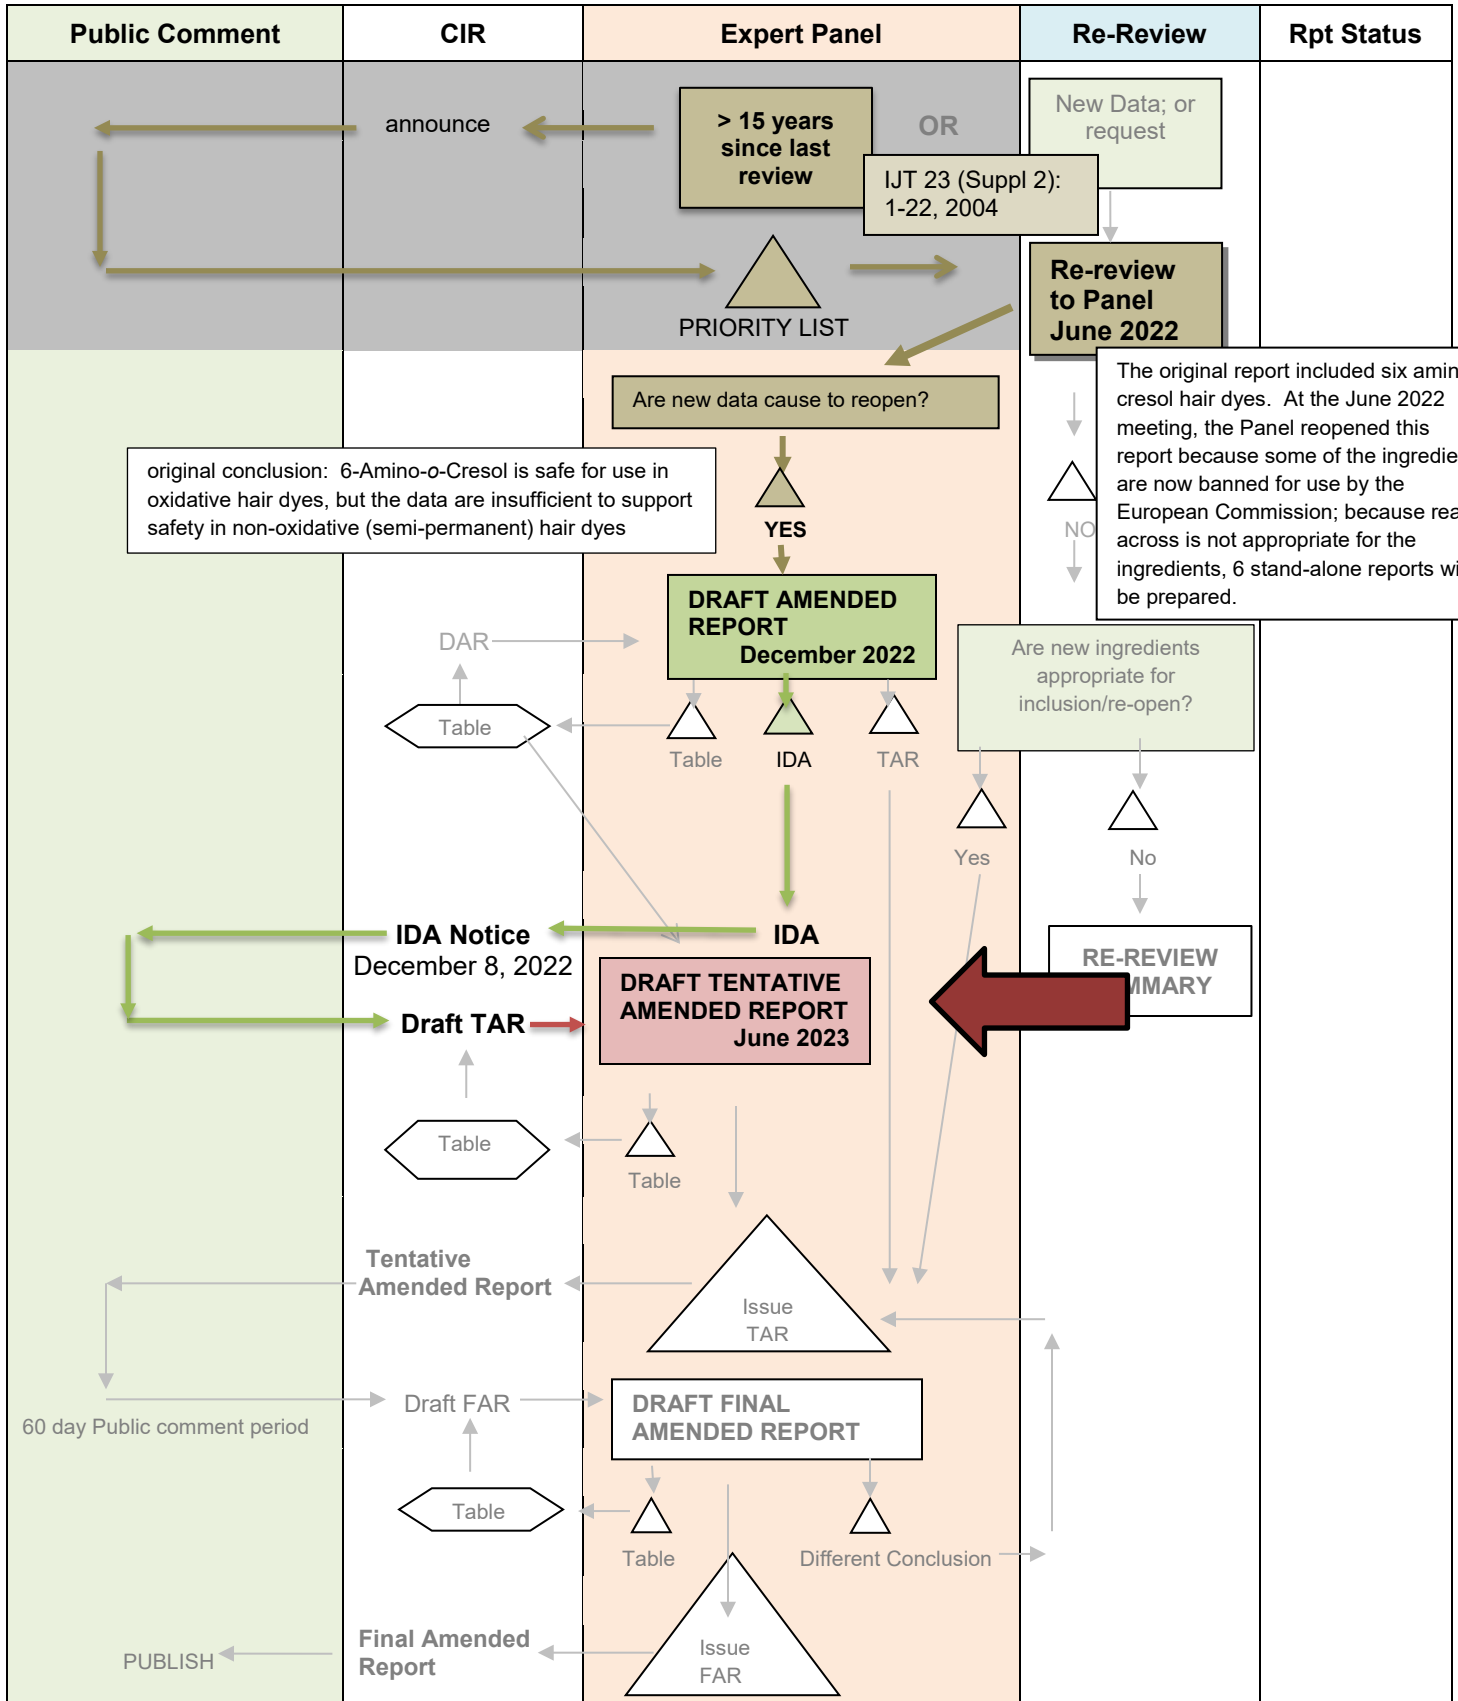 Public Comment
CIR
Expert Panel
Re-Review
Rpt Status
announce
> 15 years
since last
review
OR
New Data; or
request
IJT 23 (Suppl 2):
1-22, 2004
PRIORITY LIST
Re-review
to Panel
June 2022
Are new data cause to reopen?
The original report included six amin
cresol hair dyes. At the June 2022
meeting, the Panel reopened this
report because some of the ingredie
are now banned for use by the
European Commission; because rea
across is not appropriate for the
ingredients, 6 stand-alone reports wi
be prepared.
original conclusion: 6-Amino-o-Cresol is safe for use in
oxidative hair dyes, but the data are insufficient to support
safety in non-oxidative (semi-permanent) hair dyes
YES
NO
DRAFT AMENDED
REPORT
December 2022
DAR
Table
Table
IDA
TAR
Are new ingredients
appropriate for
inclusion/re-open?
Yes
No
IDA Notice
December 8, 2022
IDA
RE-REVIEW
MMARY
DRAFT TENTATIVE
AMENDED REPORT
June 2023
Draft TAR
Table
Table
Tentative
Amended Report
Issue
TAR
60 day Public comment period
Draft FAR
DRAFT FINAL
AMENDED REPORT
Table
Table
Different Conclusion
PUBLISH
Final Amended
Report
Issue
FAR